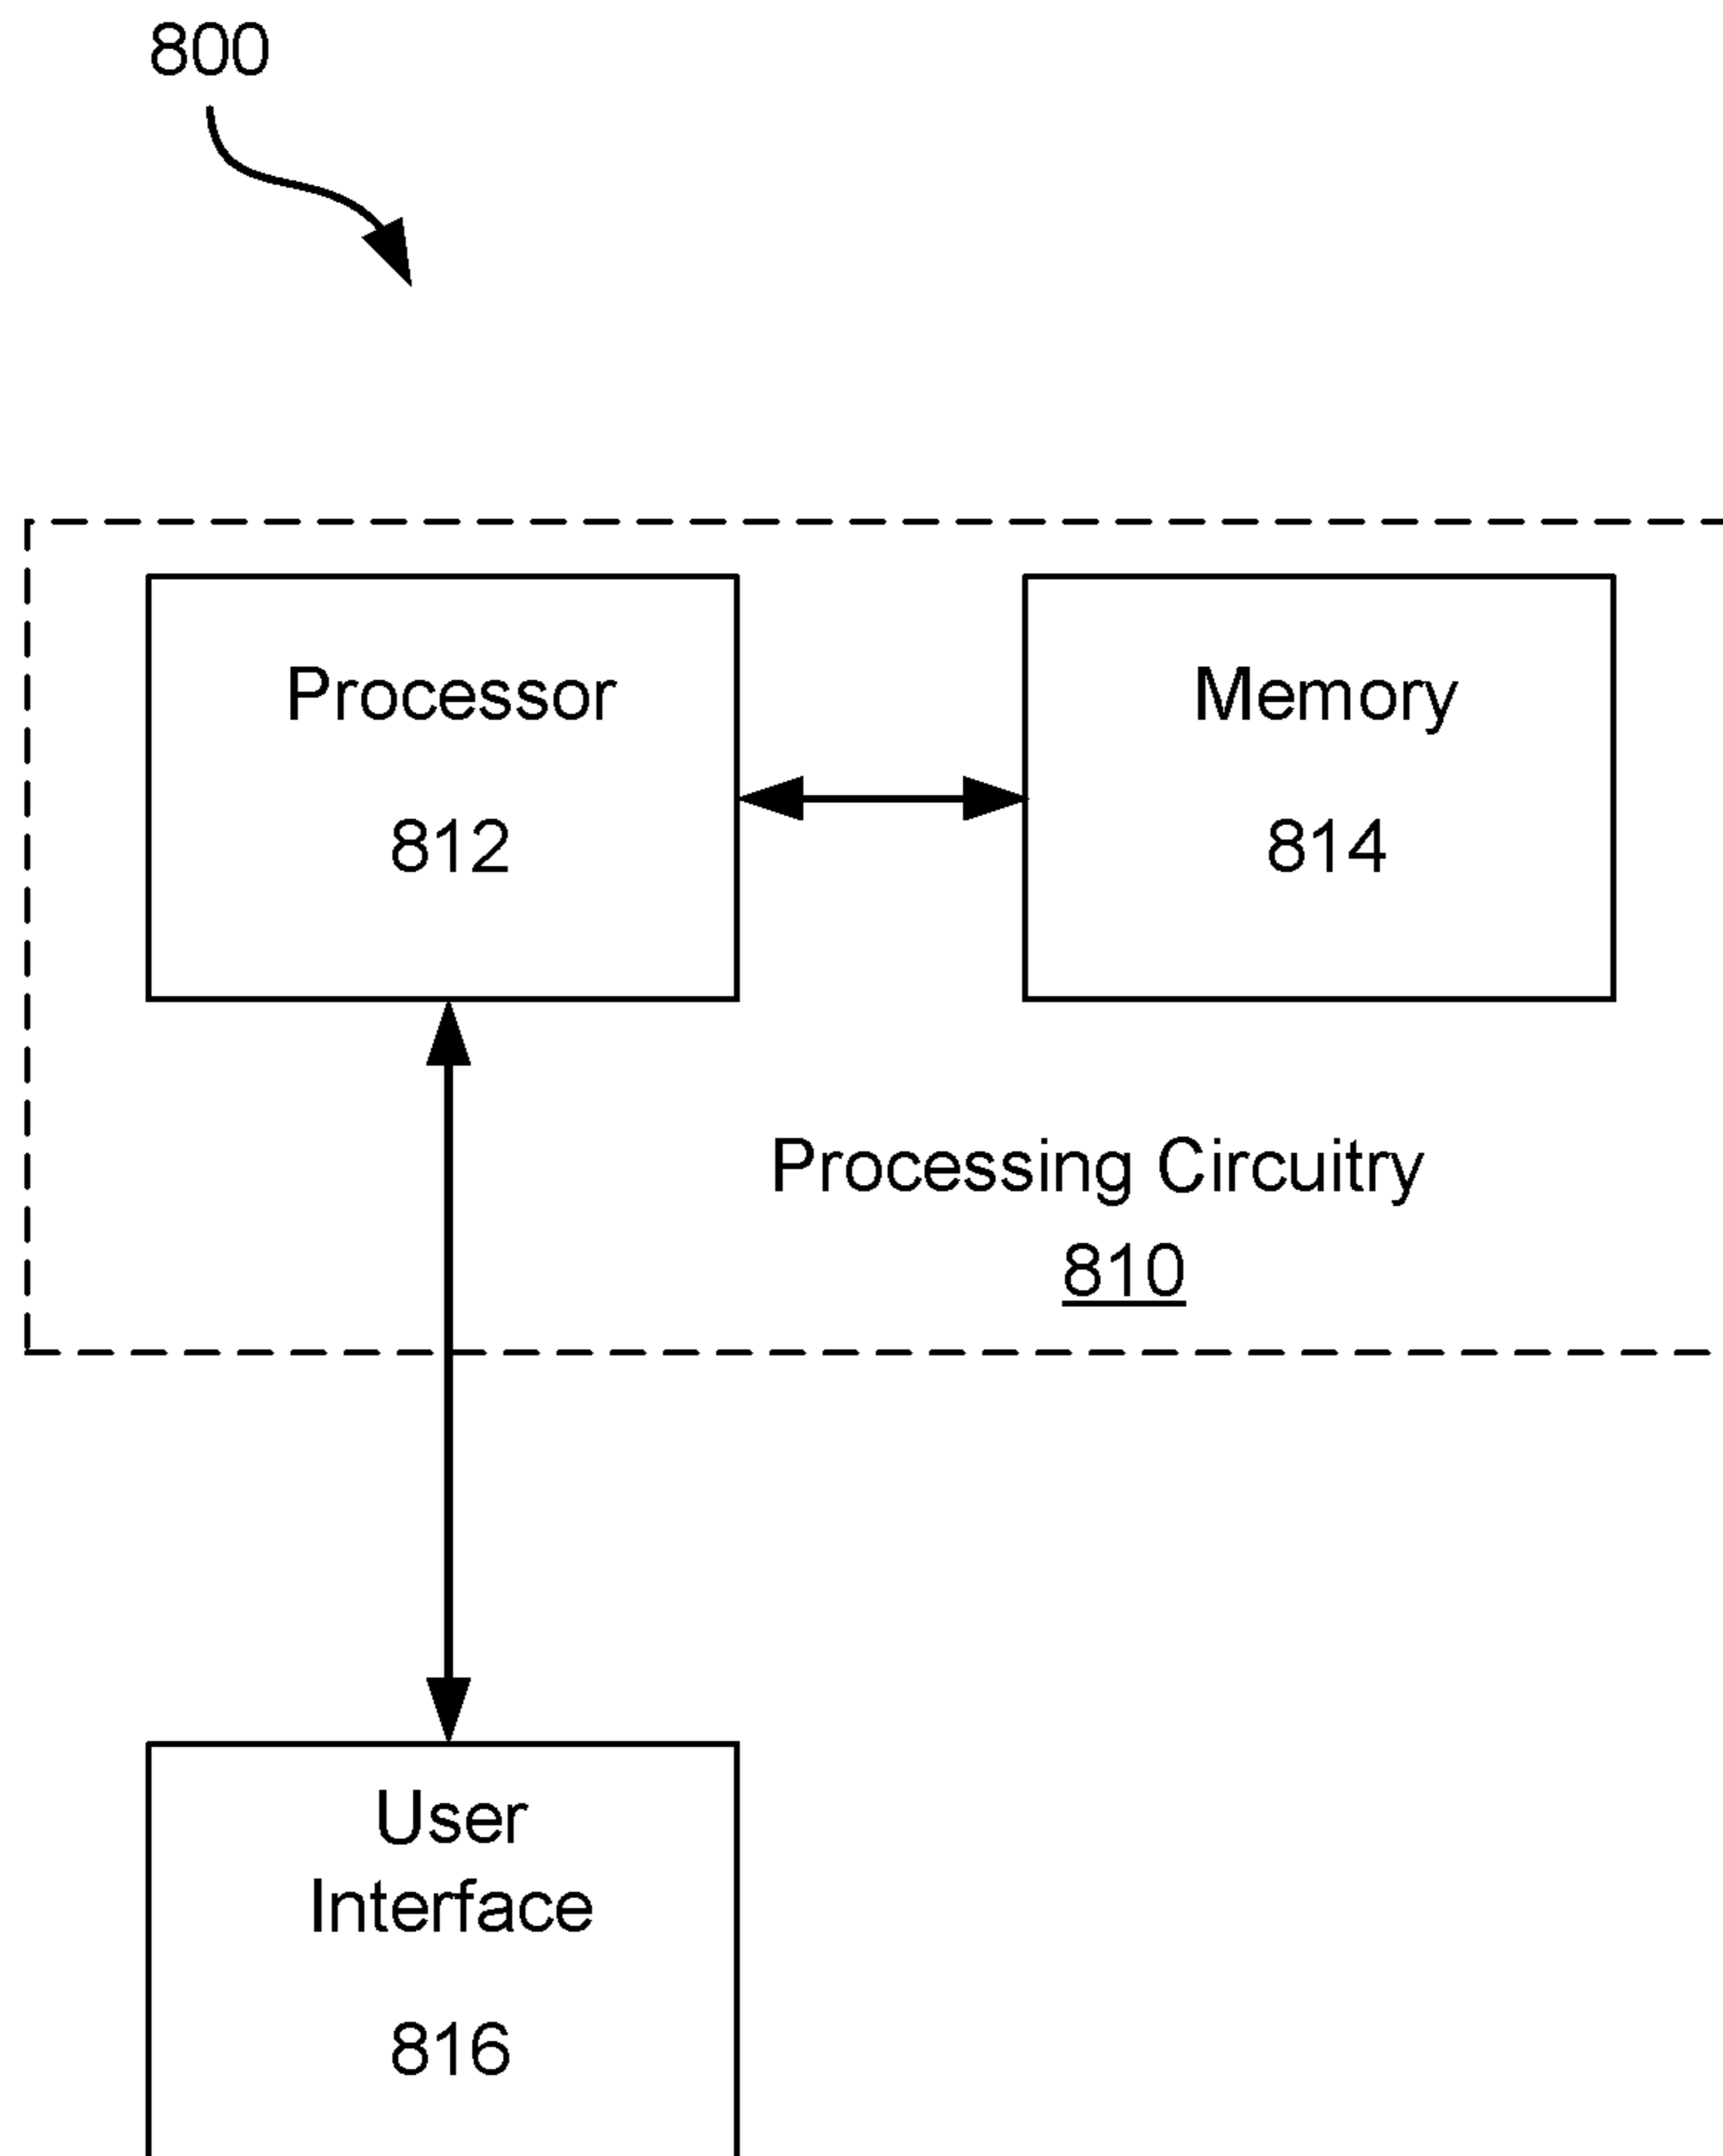 800
Processor
812
Memory
814
Processing Circuitry
810
User
Interface
816